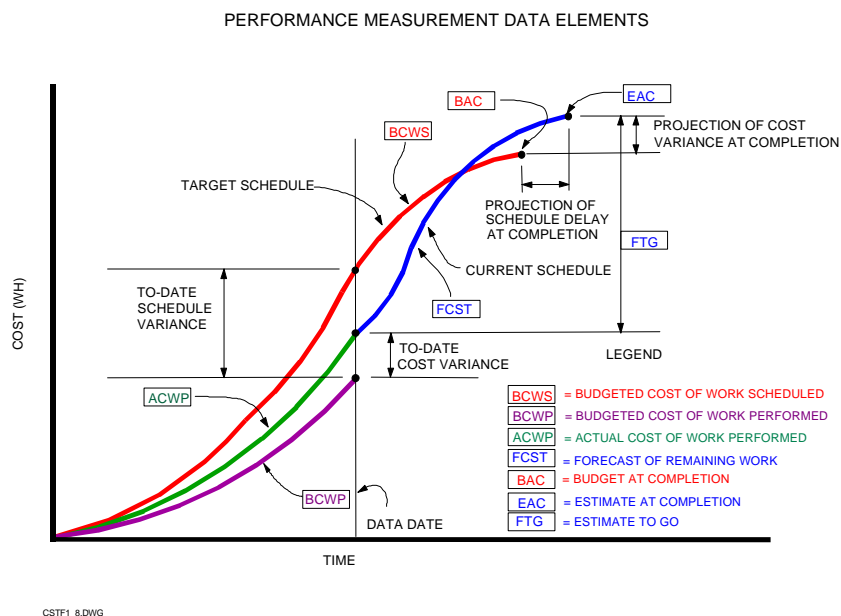 PERFORMANCE MEASUREMENT DATA ELEMENTS
BAC
EAC
BCWS
PROJECTION OF COST
VARIANCE AT COMPLETION
TARGET SCHEDULE
PROJECTION OF
SCHEDULE DELAY
AT COMPLETION
FTG
CURRENT SCHEDULE
TO-DATE
SCHEDULE
VARIANCE
FCST
COST (WH)
TO-DATE
COST VARIANCE
LEGEND
ACWP
BCWS = BUDGETED COST OF WORK SCHEDULED
BCWP = BUDGETED COST OF WORK PERFORMED
ACWP = ACTUAL COST OF WORK PERFORMED
FCST = FORECAST OF REMAINING WORK
BAC = BUDGET AT COMPLETION
EAC = ESTIMATE AT COMPLETION
FTG = ESTIMATE TO GO
BCWP
DATA DATE
TIME
CSTF1_8.DWG